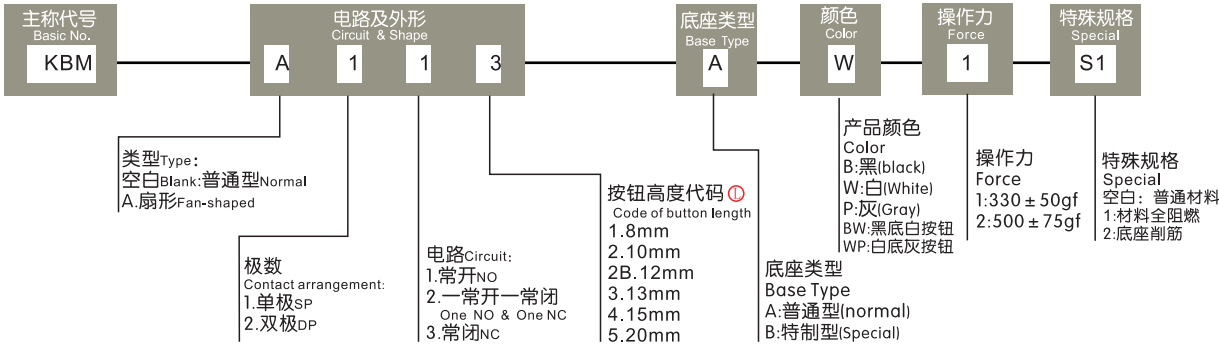 主称代号
Basic No.
KBM
电路及外形
Circuit & Shape
A 1 1 3
底座类型
Base Type
A
颜色
Color
W
操作力
Force
1
特殊规格
Special
S1
类型Type:
空白Blank:普通型Normal
A.扇形Fan-shaped
极数
Contact arrangement:
1.单极SP
2.双极DP
电路Circuit:
1.常开NO
2.一常开一常闭
One NO & One NC
3.常闭NC
按钮高度代码 Ⓛ
Code of button length
1.8mm
2.10mm
2B.12mm
3.13mm
4.15mm
5.20mm
底座类型
Base Type
A:普通型(normal)
B:特制型(Special)
产品颜色
Color
B:黑(black)
W:白(White)
P:灰(Gray)
BW:黑底白按钮
WP:白底灰按钮
操作力
Force
1:330±50gf
2:500±75gf
特殊规格
Special
空白：普通材料
1:材料全阻燃
2:底座削筋